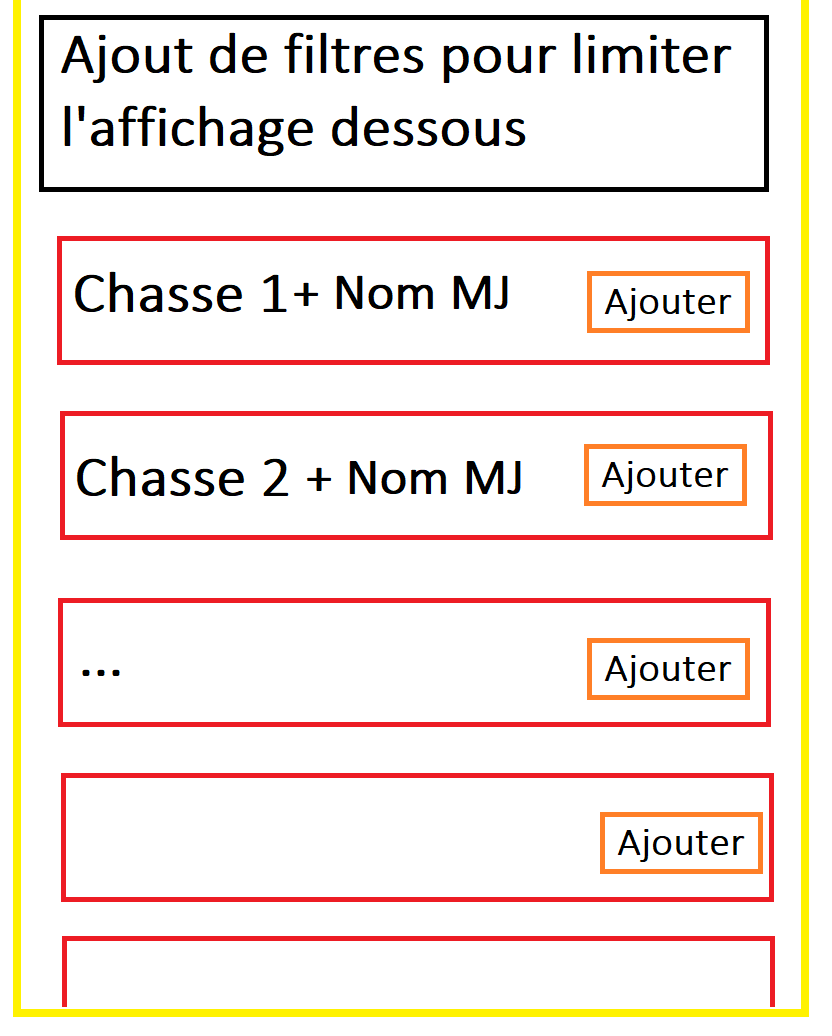 Ajout de filtres pour limiter
l'affichage dessous
Chasse 1+ Nom MJ Ajouter
Chasse 2 + Nom MJ Ajouter
... Ajouter
Ajouter